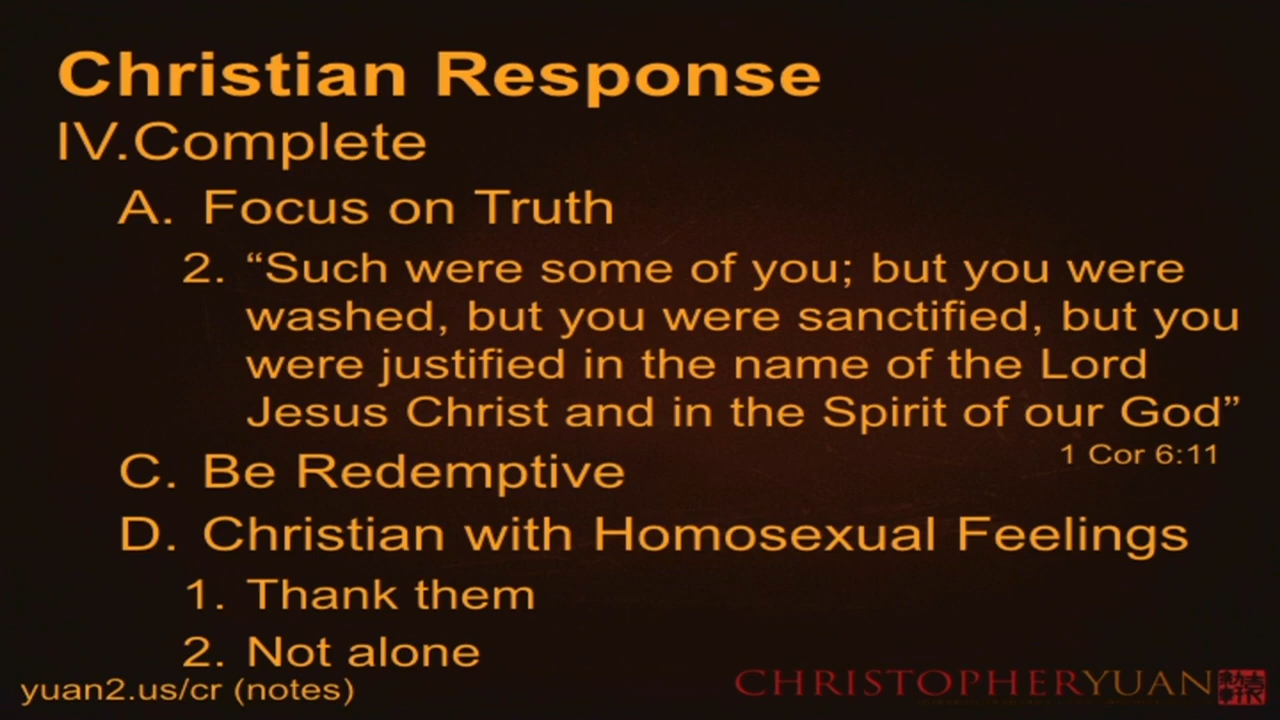 Christian Response
IV.Complete
A. Focus on Truth
2. “Such were some of you; but you were
washed, but you were sanctified, but you
were justified in the name of the Lord
Jesus Christ and in the Spirit of our God”
1 Cor 6:11
C. Be Redemptive
D. Christian with Homosexual Feelings
1. Thank them
2. Not alone
yuan2.us/cr (notes)
CHRISTOPHERYUAN